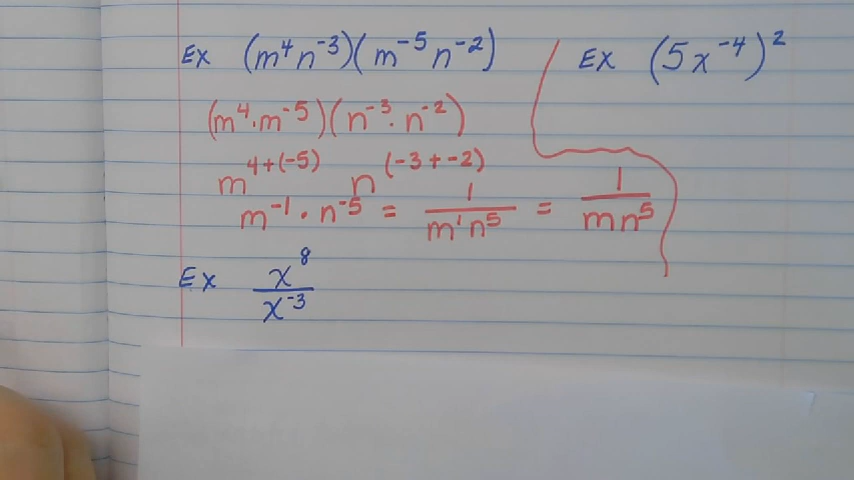 Ex (m⁴n⁻³)(m⁻⁵n⁻²)
(m⁴·m⁻⁵)(n⁻³·n⁻²)
m⁴⁺⁽⁻⁵⁾ n⁽⁻³⁺⁻²⁾
m⁻¹·n⁻⁵ = 1/(m¹n⁵) = 1/(mn⁵)
Ex x⁸/x⁻³
Ex (5x⁻⁴)²